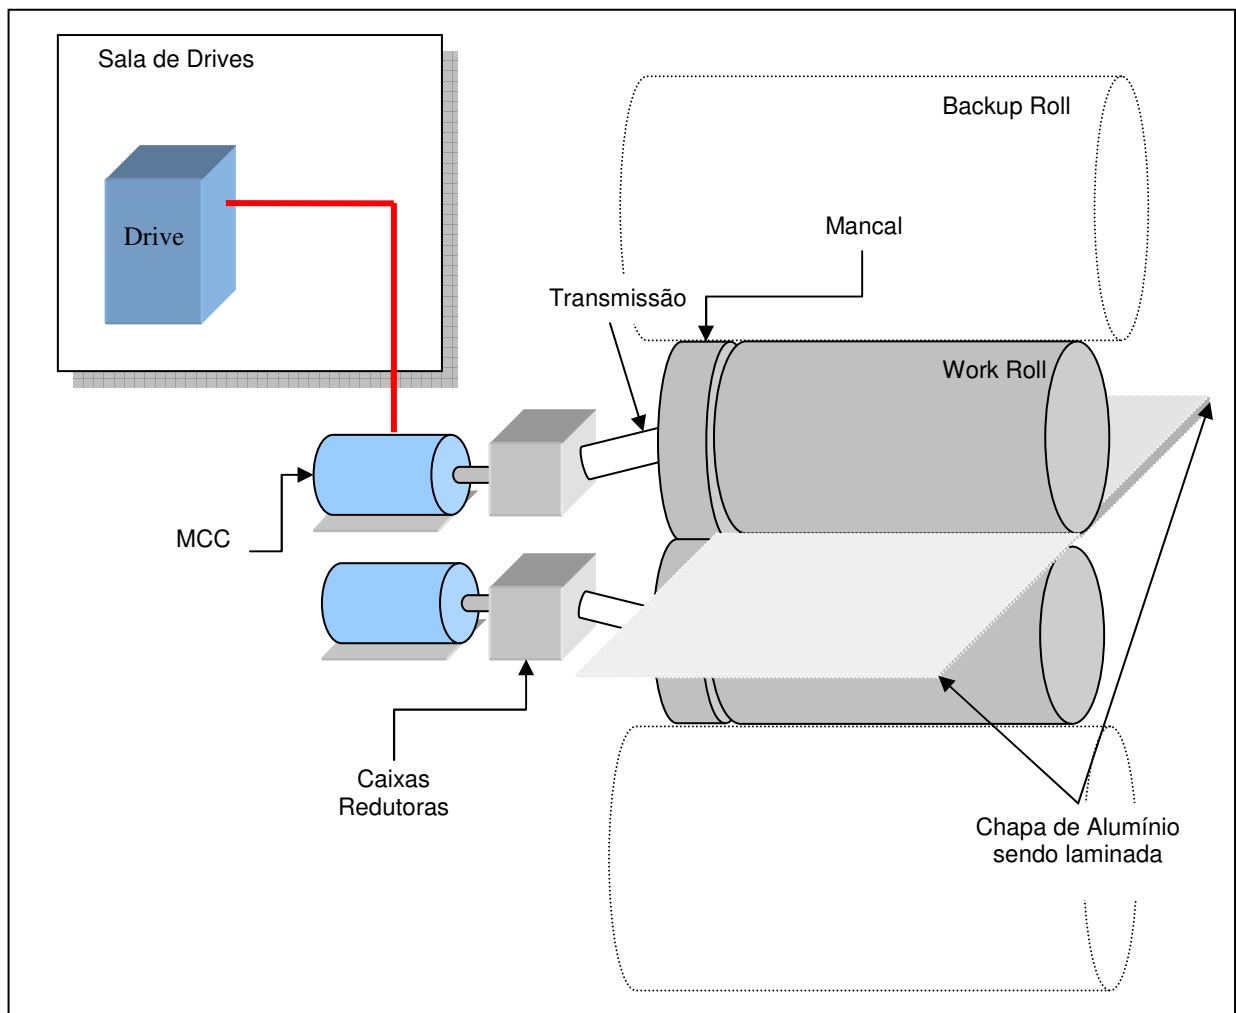 Sala de Drives
Backup Roll
Drive
Mancal
Transmissão
Work Roll
MCC
Caixas
Redutoras
Chapa de Alumínio
sendo laminada